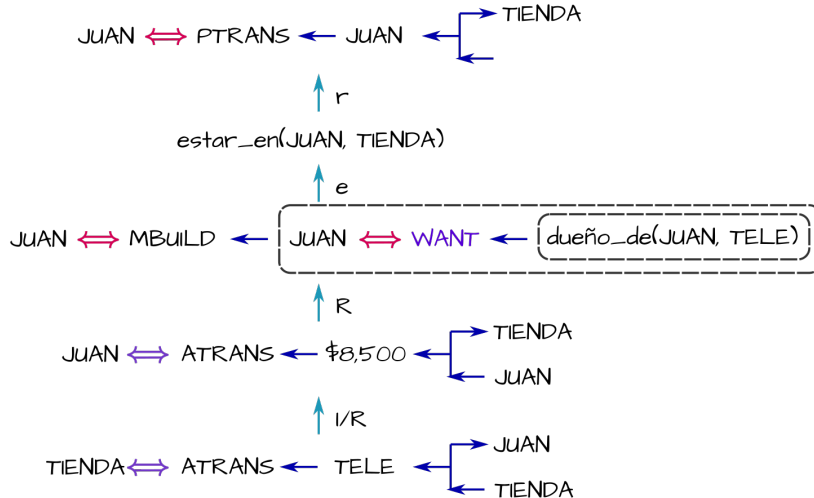 TIENDA
JUAN PTRANS JUAN
r
estar_en(JUAN, TIENDA)
e
JUAN MBUILD JUAN WANT dueño_de(JUAN, TELE)
R
TIENDA
JUAN ATRANS $8,500
JUAN
I/R
JUAN
TIENDA ATRANS TELE
TIENDA